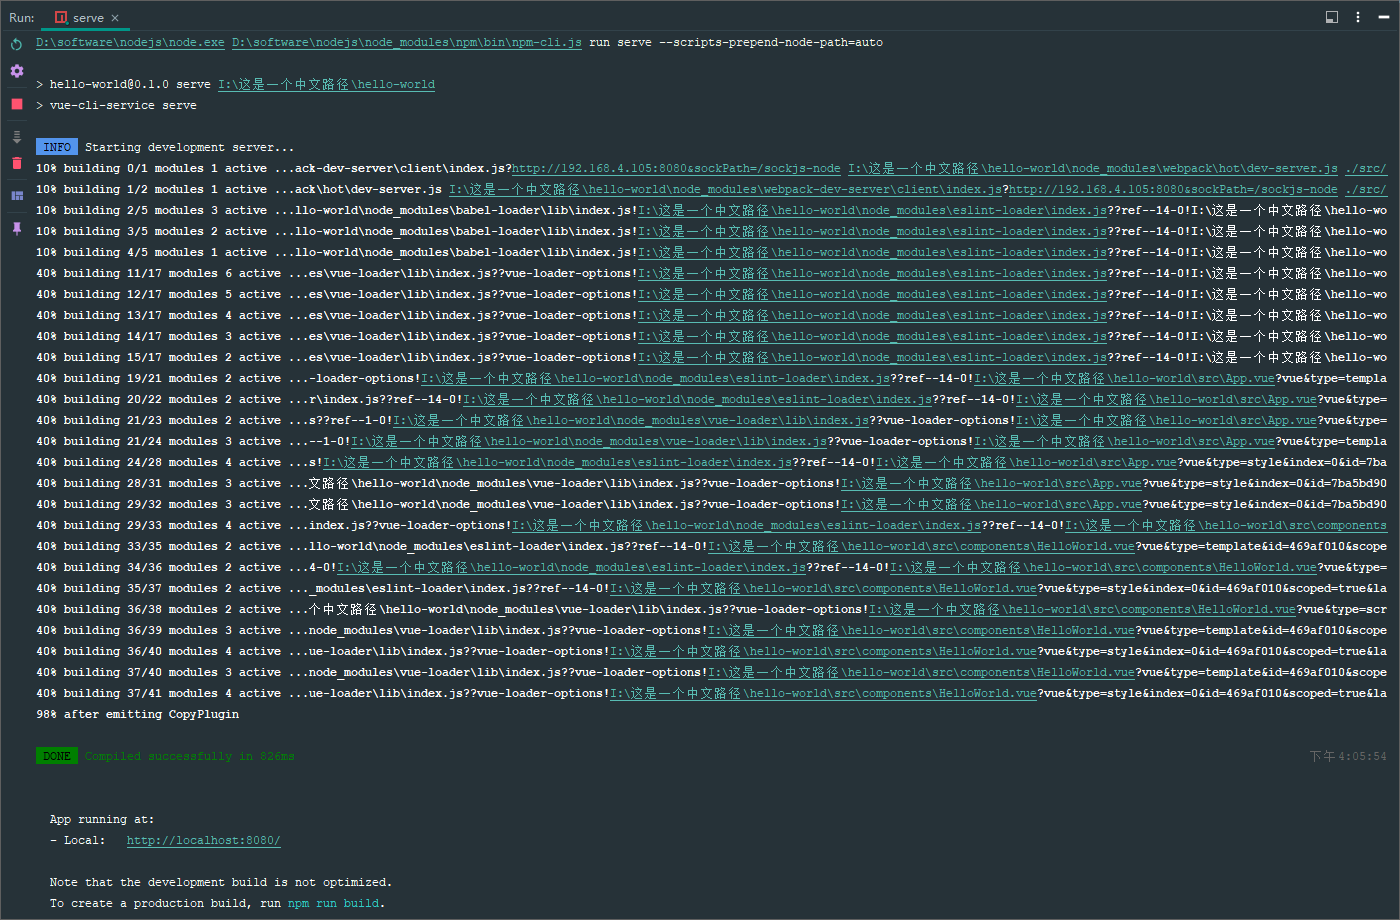 Run: serve
D:\software\nodejs\node.exe D:\software\nodejs\node_modules\npm\bin\npm-cli.js run serve --scripts-prepend-node-path=auto
> hello-world@0.1.0 serve I:\这是一个中文路径\hello-world
> vue-cli-service serve
INFO Starting development server...
10% building 0/1 modules 1 active ...ack-dev-server\client\index.js?http://192.168.4.105:8080&sockPath=/sockjs-node I:\这是一个中文路径\hello-world\node_modules\webpack\hot\dev-server.js ./src/
10% building 1/2 modules 1 active ...ack\hot\dev-server.js I:\这是一个中文路径\hello-world\node_modules\webpack-dev-server\client\index.js?http://192.168.4.105:8080&sockPath=/sockjs-node ./src/
10% building 2/5 modules 3 active ...llo-world\node_modules\babel-loader\lib\index.js!I:\这是一个中文路径\hello-world\node_modules\eslint-loader\index.js??ref--14-0!I:\这是一个中文路径\hello-wo
10% building 3/5 modules 2 active ...llo-world\node_modules\babel-loader\lib\index.js!I:\这是一个中文路径\hello-world\node_modules\eslint-loader\index.js??ref--14-0!I:\这是一个中文路径\hello-wo
10% building 4/5 modules 1 active ...llo-world\node_modules\babel-loader\lib\index.js!I:\这是一个中文路径\hello-world\node_modules\eslint-loader\index.js??ref--14-0!I:\这是一个中文路径\hello-wo
40% building 11/17 modules 6 active ...es\vue-loader\lib\index.js??vue-loader-options!I:\这是一个中文路径\hello-world\node_modules\eslint-loader\index.js??ref--14-0!I:\这是一个中文路径\hello-wo
40% building 12/17 modules 5 active ...es\vue-loader\lib\index.js??vue-loader-options!I:\这是一个中文路径\hello-world\node_modules\eslint-loader\index.js??ref--14-0!I:\这是一个中文路径\hello-wo
40% building 13/17 modules 4 active ...es\vue-loader\lib\index.js??vue-loader-options!I:\这是一个中文路径\hello-world\node_modules\eslint-loader\index.js??ref--14-0!I:\这是一个中文路径\hello-wo
40% building 14/17 modules 3 active ...es\vue-loader\lib\index.js??vue-loader-options!I:\这是一个中文路径\hello-world\node_modules\eslint-loader\index.js??ref--14-0!I:\这是一个中文路径\hello-wo
40% building 15/17 modules 2 active ...es\vue-loader\lib\index.js??vue-loader-options!I:\这是一个中文路径\hello-world\node_modules\eslint-loader\index.js??ref--14-0!I:\这是一个中文路径\hello-wo
40% building 19/21 modules 2 active ...-loader-options!I:\这是一个中文路径\hello-world\node_modules\eslint-loader\index.js??ref--14-0!I:\这是一个中文路径\hello-world\src\App.vue?vue&type=templa
40% building 20/22 modules 2 active ...r\index.js??ref--14-0!I:\这是一个中文路径\hello-world\node_modules\eslint-loader\index.js??ref--14-0!I:\这是一个中文路径\hello-world\src\App.vue?vue&type=
40% building 21/23 modules 2 active ...s??ref--1-0!I:\这是一个中文路径\hello-world\node_modules\vue-loader\lib\index.js??vue-loader-options!I:\这是一个中文路径\hello-world\src\App.vue?vue&type=
40% building 21/24 modules 3 active ...--1-0!I:\这是一个中文路径\hello-world\node_modules\vue-loader\lib\index.js??vue-loader-options!I:\这是一个中文路径\hello-world\src\App.vue?vue&type=templa
40% building 24/28 modules 4 active ...s!I:\这是一个中文路径\hello-world\node_modules\eslint-loader\index.js??ref--14-0!I:\这是一个中文路径\hello-world\src\App.vue?vue&type=style&index=0&id=7ba
40% building 28/31 modules 3 active ...文路径\hello-world\node_modules\vue-loader\lib\index.js??vue-loader-options!I:\这是一个中文路径\hello-world\src\App.vue?vue&type=style&index=0&id=7ba5bd90
40% building 29/32 modules 3 active ...文路径\hello-world\node_modules\vue-loader\lib\index.js??vue-loader-options!I:\这是一个中文路径\hello-world\src\App.vue?vue&type=style&index=0&id=7ba5bd90
40% building 29/33 modules 4 active ...index.js??vue-loader-options!I:\这是一个中文路径\hello-world\node_modules\eslint-loader\index.js??ref--14-0!I:\这是一个中文路径\hello-world\src\components
40% building 33/35 modules 2 active ...llo-world\node_modules\eslint-loader\index.js??ref--14-0!I:\这是一个中文路径\hello-world\src\components\HelloWorld.vue?vue&type=template&id=469af010&scope
40% building 34/36 modules 2 active ...4-0!I:\这是一个中文路径\hello-world\node_modules\eslint-loader\index.js??ref--14-0!I:\这是一个中文路径\hello-world\src\components\HelloWorld.vue?vue&type=
40% building 35/37 modules 2 active ..._modules\eslint-loader\index.js??ref--14-0!I:\这是一个中文路径\hello-world\src\components\HelloWorld.vue?vue&type=style&index=0&id=469af010&scoped=true&la
40% building 36/38 modules 2 active ...个中文路径\hello-world\node_modules\vue-loader\lib\index.js??vue-loader-options!I:\这是一个中文路径\hello-world\src\components\HelloWorld.vue?vue&type=scr
40% building 36/39 modules 3 active ...node_modules\vue-loader\lib\index.js??vue-loader-options!I:\这是一个中文路径\hello-world\src\components\HelloWorld.vue?vue&type=template&id=469af010&scope
40% building 36/40 modules 4 active ...ue-loader\lib\index.js??vue-loader-options!I:\这是一个中文路径\hello-world\src\components\HelloWorld.vue?vue&type=style&index=0&id=469af010&scoped=true&la
40% building 37/40 modules 3 active ...node_modules\vue-loader\lib\index.js??vue-loader-options!I:\这是一个中文路径\hello-world\src\components\HelloWorld.vue?vue&type=template&id=469af010&scope
40% building 37/41 modules 4 active ...ue-loader\lib\index.js??vue-loader-options!I:\这是一个中文路径\hello-world\src\components\HelloWorld.vue?vue&type=style&index=0&id=469af010&scoped=true&la
98% after emitting CopyPlugin
DONE Compiled successfully in 826ms 下午4:05:54
App running at:
- Local: http://localhost:8080/
Note that the development build is not optimized.
To create a production build, run npm run build.